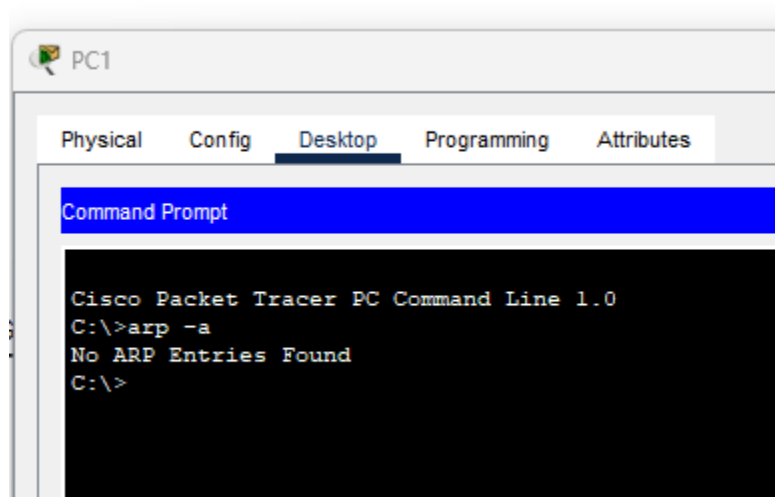 PC1
Physical Config Desktop Programming Attributes
Command Prompt
Cisco Packet Tracer PC Command Line 1.0
C:\>arp -a
No ARP Entries Found
C:\>